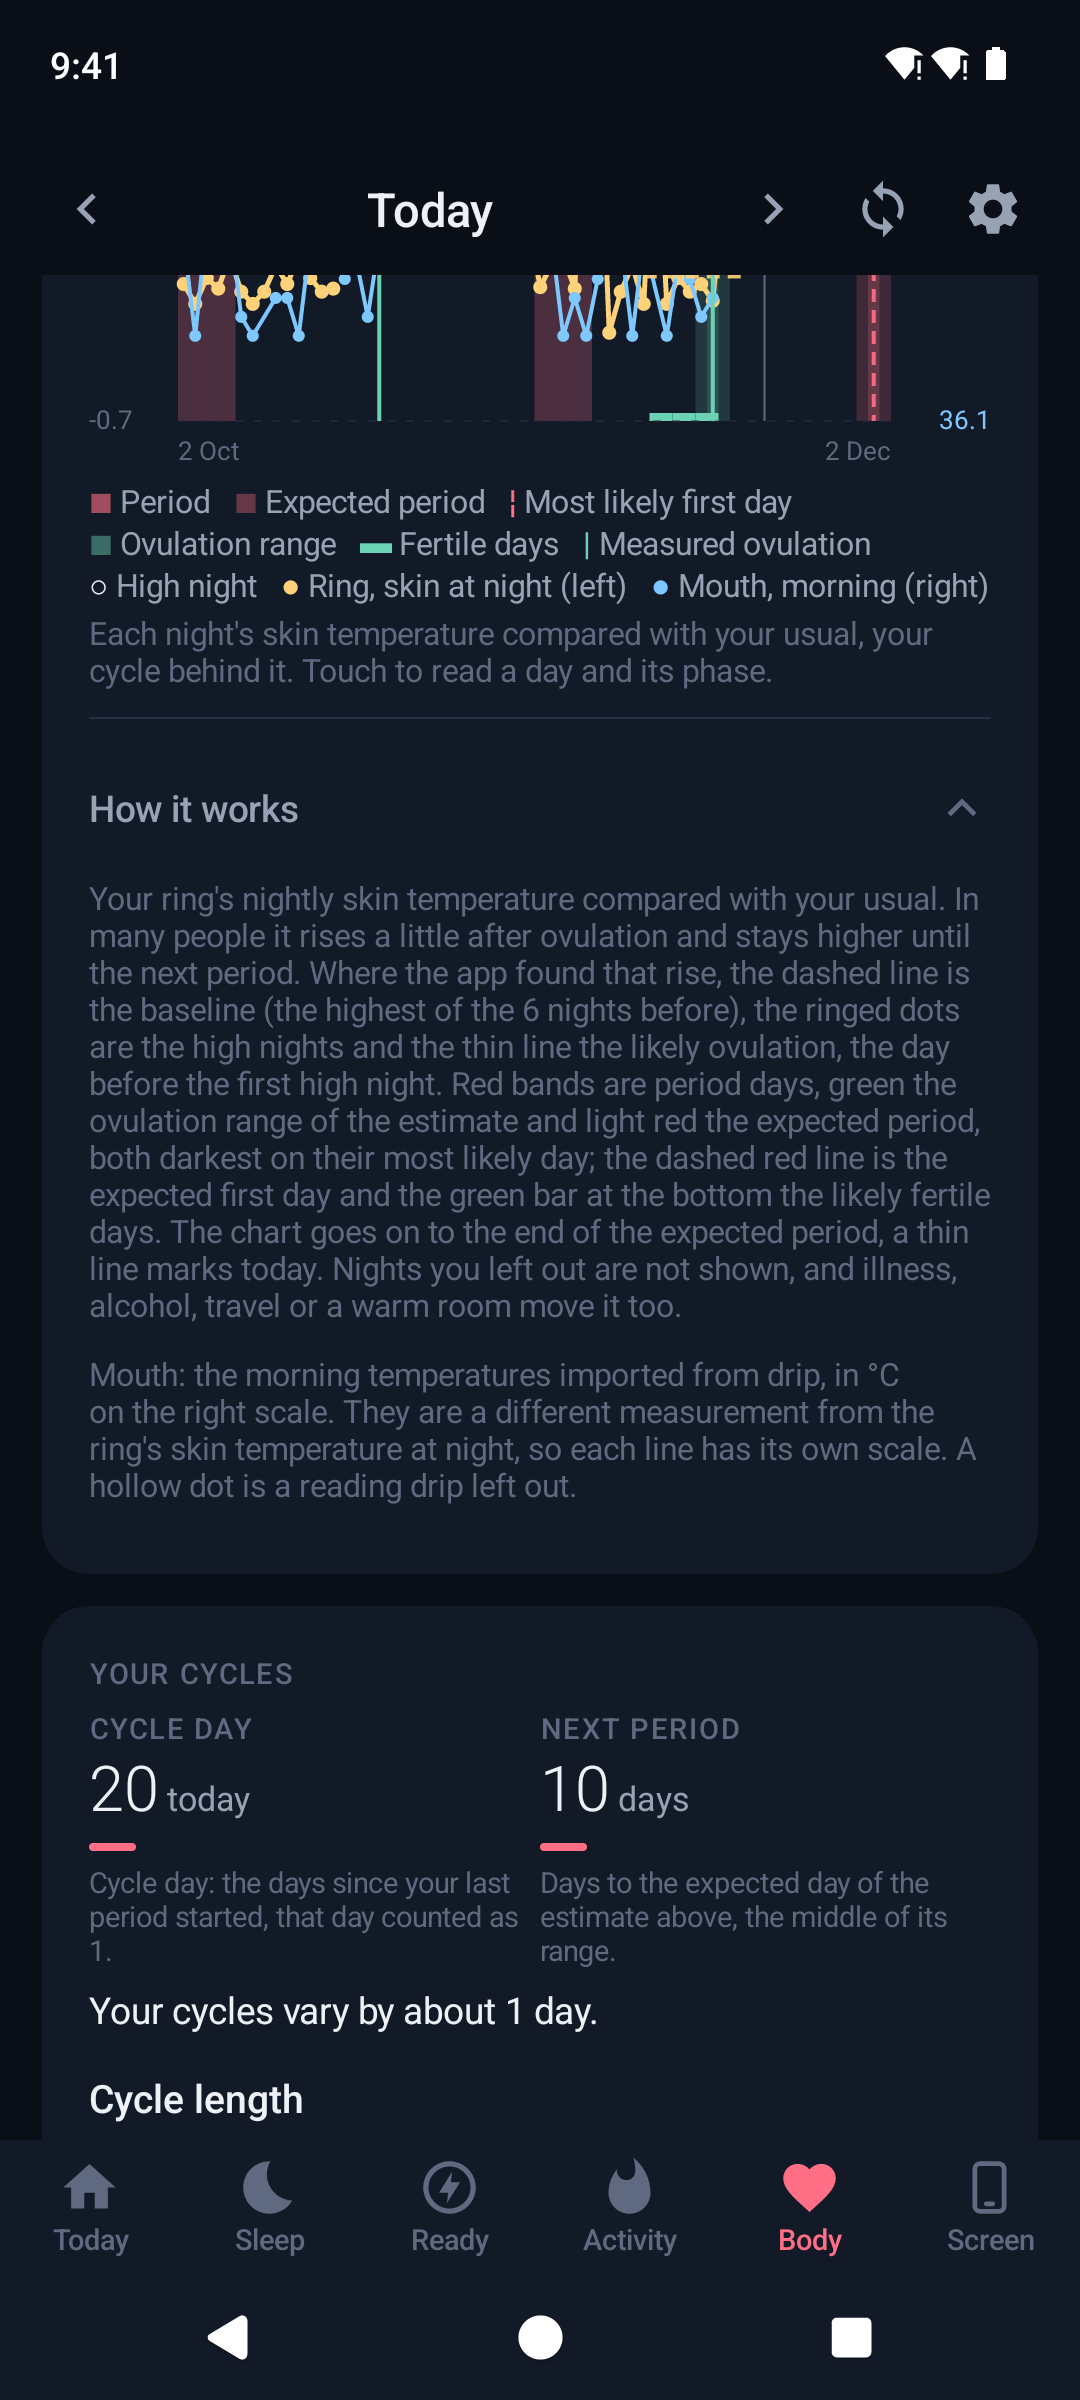 9:41
Today
-0.7
36.1
2 Oct
2 Dec
Period
Expected period
Most likely first day
Ovulation range
Fertile days
Measured ovulation
High night
Ring, skin at night (left)
Mouth, morning (right)
Each night's skin temperature compared with your usual, your
cycle behind it. Touch to read a day and its phase.
How it works
Your ring's nightly skin temperature compared with your usual. In
many people it rises a little after ovulation and stays higher until
the next period. Where the app found that rise, the dashed line is
the baseline (the highest of the 6 nights before), the ringed dots
are the high nights and the thin line the likely ovulation, the day
before the first high night. Red bands are period days, green the
ovulation range of the estimate and light red the expected period,
both darkest on their most likely day; the dashed red line is the
expected first day and the green bar at the bottom the likely fertile
days. The chart goes on to the end of the expected period, a thin
line marks today. Nights you left out are not shown, and illness,
alcohol, travel or a warm room move it too.
Mouth: the morning temperatures imported from drip, in °C
on the right scale. They are a different measurement from the
ring's skin temperature at night, so each line has its own scale. A
hollow dot is a reading drip left out.
YOUR CYCLES
CYCLE DAY
20 today
Cycle day: the days since your last
period started, that day counted as
1.
NEXT PERIOD
10 days
Days to the expected day of the
estimate above, the middle of its
range.
Your cycles vary by about 1 day.
Cycle length
Today
Sleep
Ready
Activity
Body
Screen